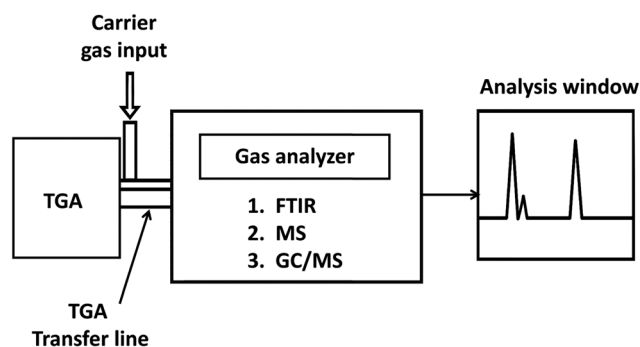 Carrier
gas input
Analysis window
TGA
Gas analyzer
1. FTIR
2. MS
3. GC/MS
TGA
Transfer line